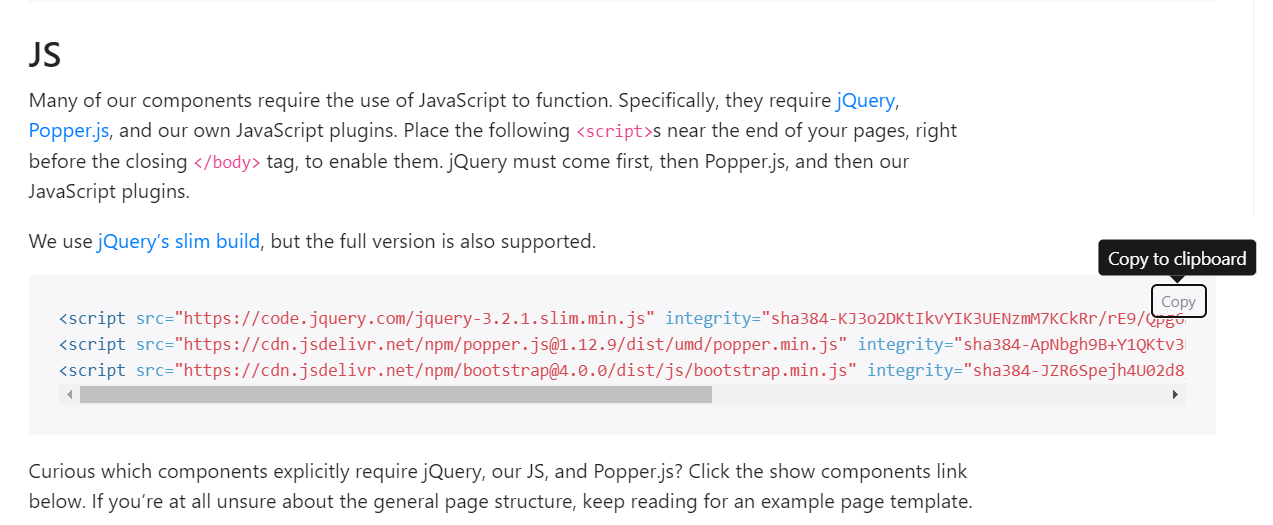 JS
Many of our components require the use of JavaScript to function. Specifically, they require jQuery,
Popper.js, and our own JavaScript plugins. Place the following <script>s near the end of your pages, right
before the closing </body> tag, to enable them. jQuery must come first, then Popper.js, and then our
JavaScript plugins.
We use jQuery’s slim build, but the full version is also supported.
Copy to clipboard
Copy
<script src="https://code.jquery.com/jquery-3.2.1.slim.min.js" integrity="sha384-KJ3o2DKtIkvYIK3UENzmM7KCkRr/rE9/Qpg6
<script src="https://cdn.jsdelivr.net/npm/popper.js@1.12.9/dist/umd/popper.min.js" integrity="sha384-ApNbgh9B+Y1QKtv3
<script src="https://cdn.jsdelivr.net/npm/bootstrap@4.0.0/dist/js/bootstrap.min.js" integrity="sha384-JZR6Spejh4U02d8
Curious which components explicitly require jQuery, our JS, and Popper.js? Click the show components link
below. If you’re at all unsure about the general page structure, keep reading for an example page template.